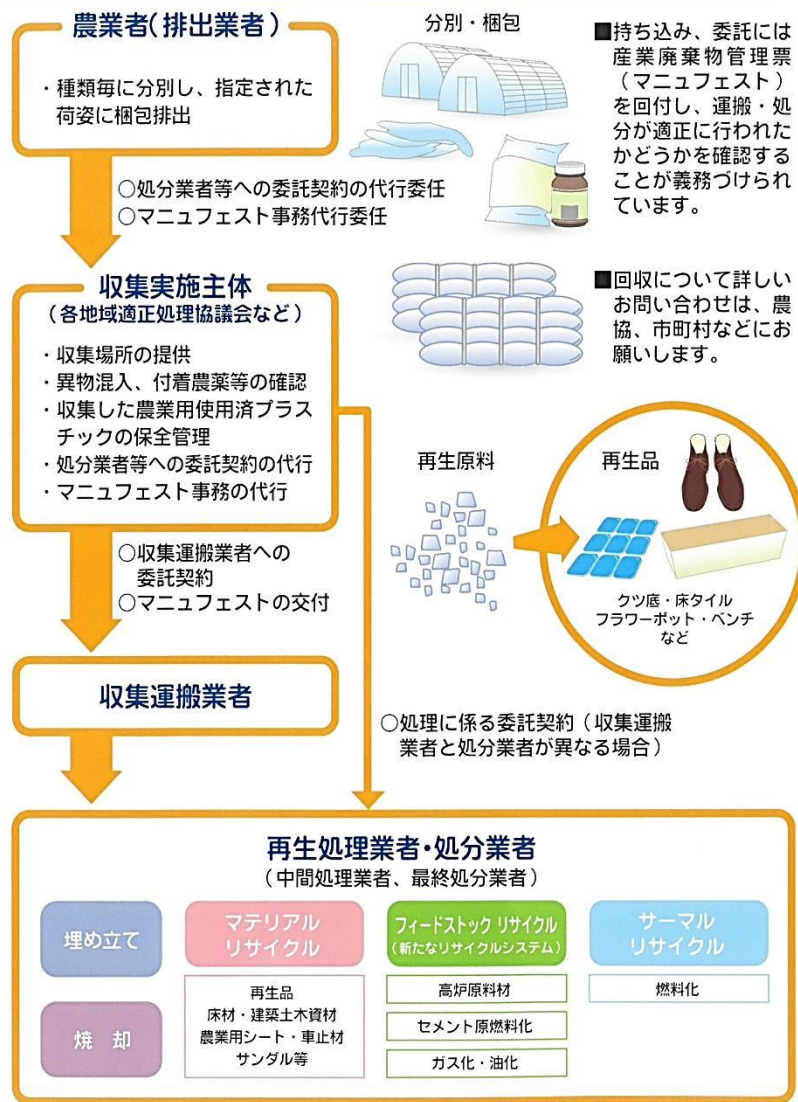 農業者(排出業者)
・種類毎に分別し、指定された
荷姿に梱包排出
分別・梱包
■持ち込み、委託には
産業廃棄物管理票
(マニュフェスト)
を回付し、運搬・処
分が適正に行われた
かどうかを確認する
ことが義務づけられ
ています。
○処分業者等への委託契約の代行委任
○マニュフェスト事務代行委任
収集実施主体
(各地域適正処理協議会など)
・収集場所の提供
・異物混入、付着農薬等の確認
・収集した農業用使用済プラス
チックの保全管理
・処分業者等への委託契約の代行
・マニュフェスト事務の代行
■回収について詳しい
お問い合わせは、農
協、市町村などにお
願いします。
再生原料
再生品
クツ底・床タイル
フラワーポット・ベンチ
など
○収集運搬業者への
委託契約
○マニュフェストの交付
収集運搬業者
○処理に係る委託契約(収集運搬
業者と処分業者が異なる場合)
再生処理業者・処分業者
(中間処理業者、最終処分業者)
埋め立て
焼 却
マテリアル
リサイクル
再生品
床材・建築土木資材
農業用シート・車止材
サンダル等
フィードストック リサイクル
(新たなリサイクルシステム)
高炉原料材
セメント原燃料化
ガス化・油化
サーマル
リサイクル
燃料化